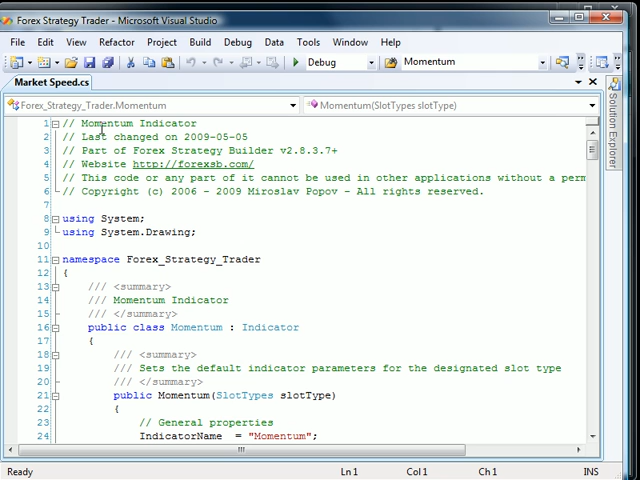 Forex Strategy Trader - Microsoft Visual Studio
File Edit View Refactor Project Build Debug Data Tools Window Help
Debug Momentum
Market Speed.cs
Forex_Strategy_Trader.Momentum Momentum(SlotTypes slotType)
1 // Momentum Indicator
2 // Last changed on 2009-05-05
3 // Part of Forex Strategy Builder v2.8.3.7+
4 // Website http://forexsb.com/
5 // This code or any part of it cannot be used in other applications without a perm
6 // Copyright (c) 2006 - 2009 Miroslav Popov - All rights reserved.
7
8 using System;
9 using System.Drawing;
10
11 namespace Forex_Strategy_Trader
12 {
13 /// <summary>
14 /// Momentum Indicator
15 /// </summary>
16 public class Momentum : Indicator
17 {
18 /// <summary>
19 /// Sets the default indicator parameters for the designated slot type
20 /// </summary>
21 public Momentum(SlotTypes slotType)
22 {
23 // General properties
24 IndicatorName = "Momentum";
Solution Explorer
Ready Ln 1 Col 1 Ch 1 INS